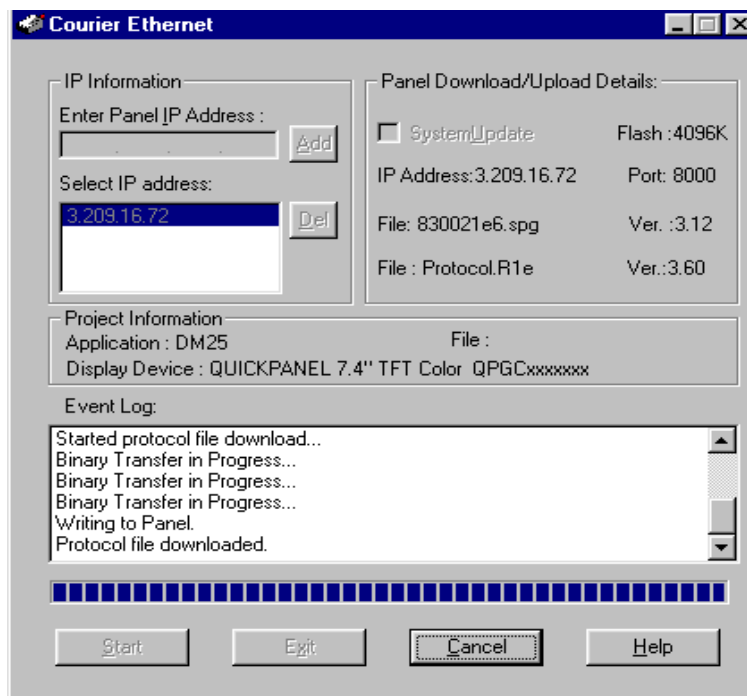 Courier Ethernet
IP Information
Enter Panel IP Address :
. . .
Add
Select IP address:
3.209.16.72
Del
Panel Download/Upload Details:
SystemUpdate Flash :4096K
IP Address:3.209.16.72 Port: 8000
File: 830021e6.spg Ver. :3.12
File : Protocol.R1e Ver.:3.60
Project Information
Application : DM25 File :
Display Device : QUICKPANEL 7.4'' TFT Color QPGCxxxxxxx
Event Log:
Started protocol file download...
Binary Transfer in Progress...
Binary Transfer in Progress...
Binary Transfer in Progress...
Writing to Panel.
Protocol file downloaded.
Start Exit Cancel Help